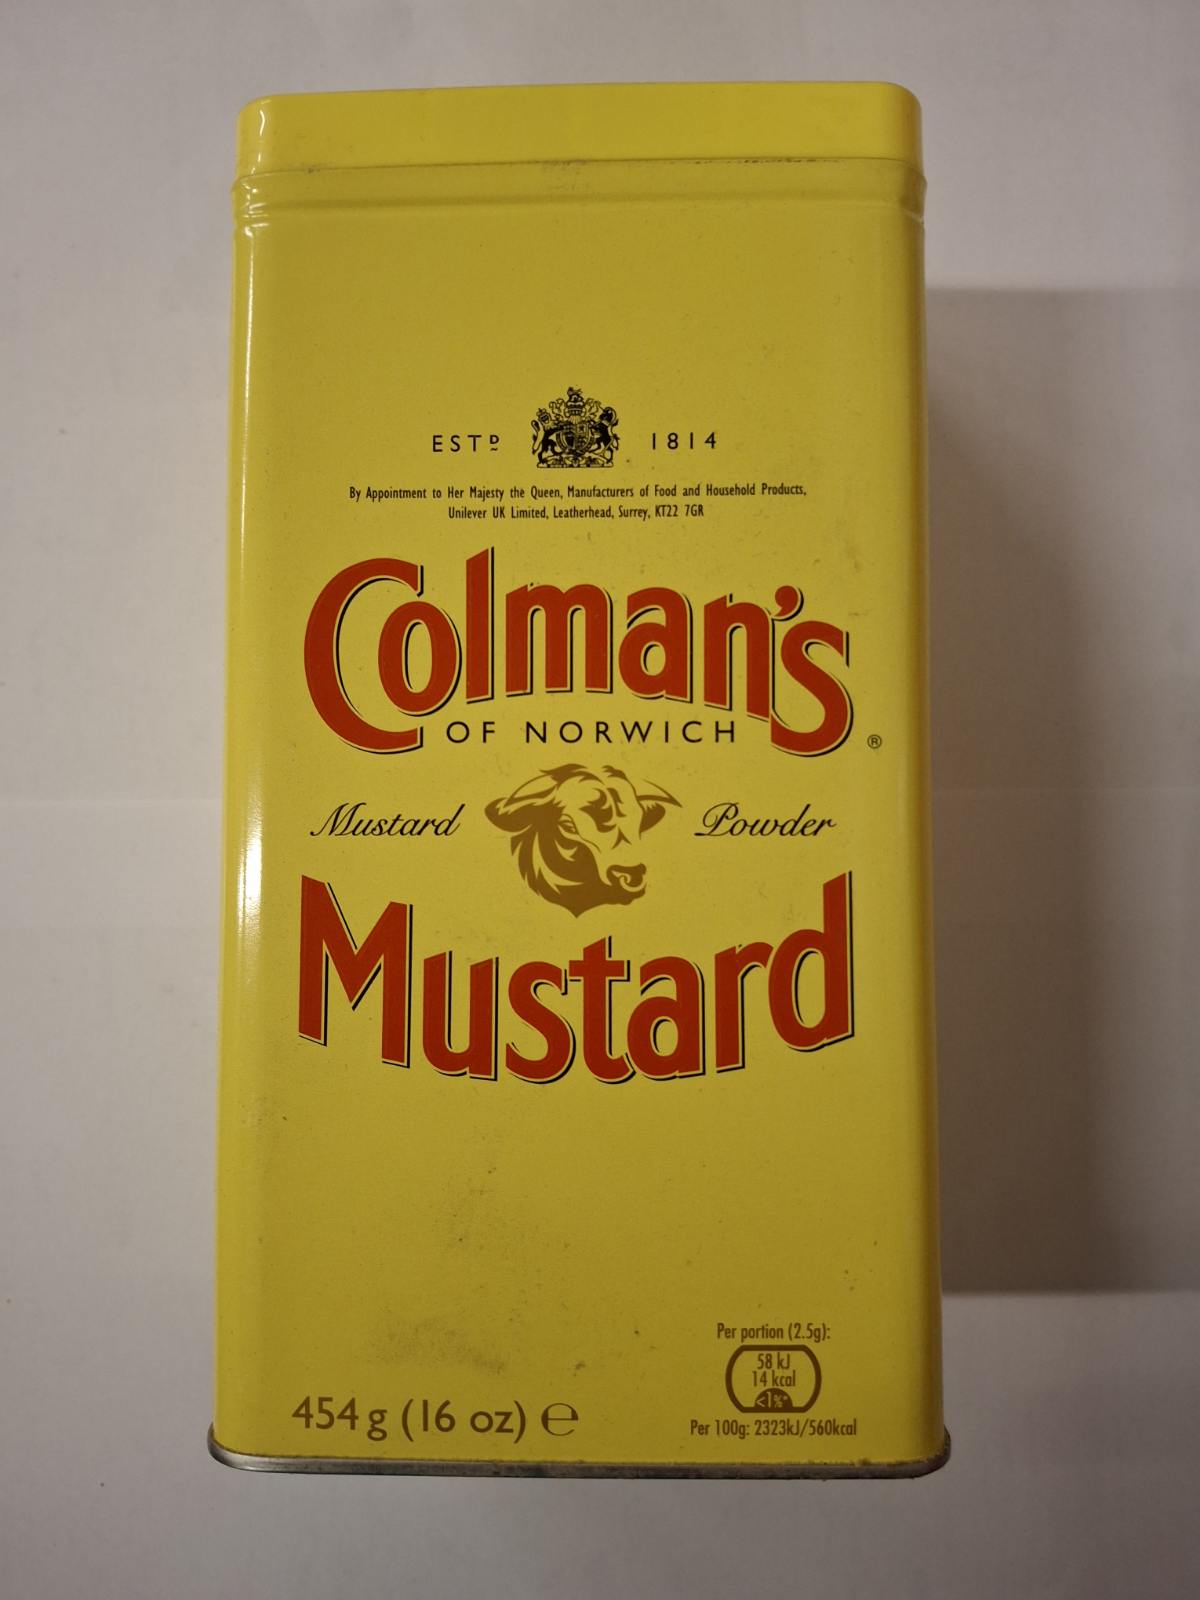 ESTD 1814
By Appointment to Her Majesty the Queen, Manufacturers of Food and Household Products,
Unilever UK Limited, Leatherhead, Surrey, KT22 7GR
Colman's
OF NORWICH ®
Mustard Powder
Mustard
Per portion (2.5g):
58 kJ
14 kcal
<1%*
Per 100g: 2323kJ/560kcal
454g (16 oz) ℮